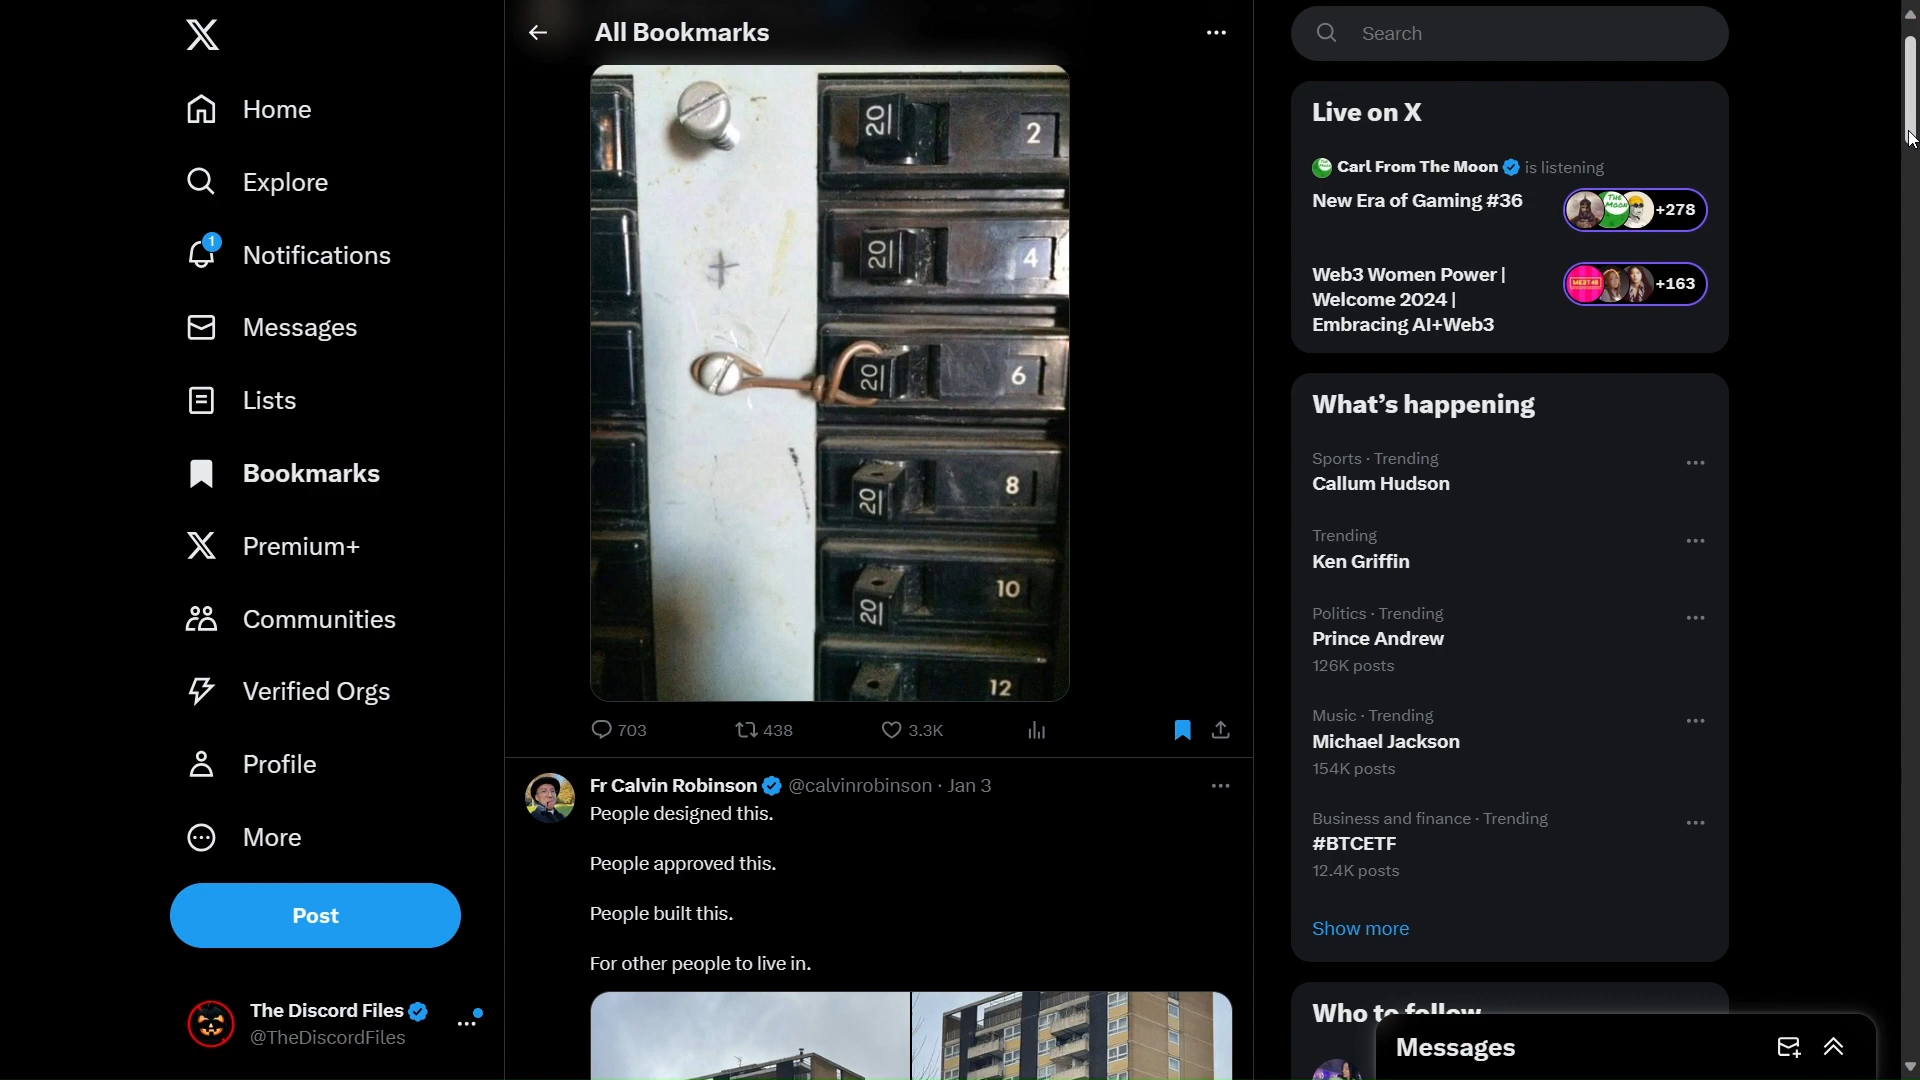 Home
Explore
1
Notifications
Messages
Lists
Bookmarks
Premium+
Communities
Verified Orgs
Profile
More
Post
The Discord Files
@TheDiscordFiles
All Bookmarks
20
2
20
4
20
6
20
8
20
10
12
703
438
3.3K
Fr Calvin Robinson @calvinrobinson · Jan 3
People designed this.
People approved this.
People built this.
For other people to live in.
Search
Live on X
Carl From The Moon is listening
New Era of Gaming #36
+278
Web3 Women Power |
Welcome 2024 |
Embracing AI+Web3
+163
What's happening
Sports · Trending
Callum Hudson
Trending
Ken Griffin
Politics · Trending
Prince Andrew
126K posts
Music · Trending
Michael Jackson
154K posts
Business and finance · Trending
#BTCETF
12.4K posts
Show more
Who to follow
Messages